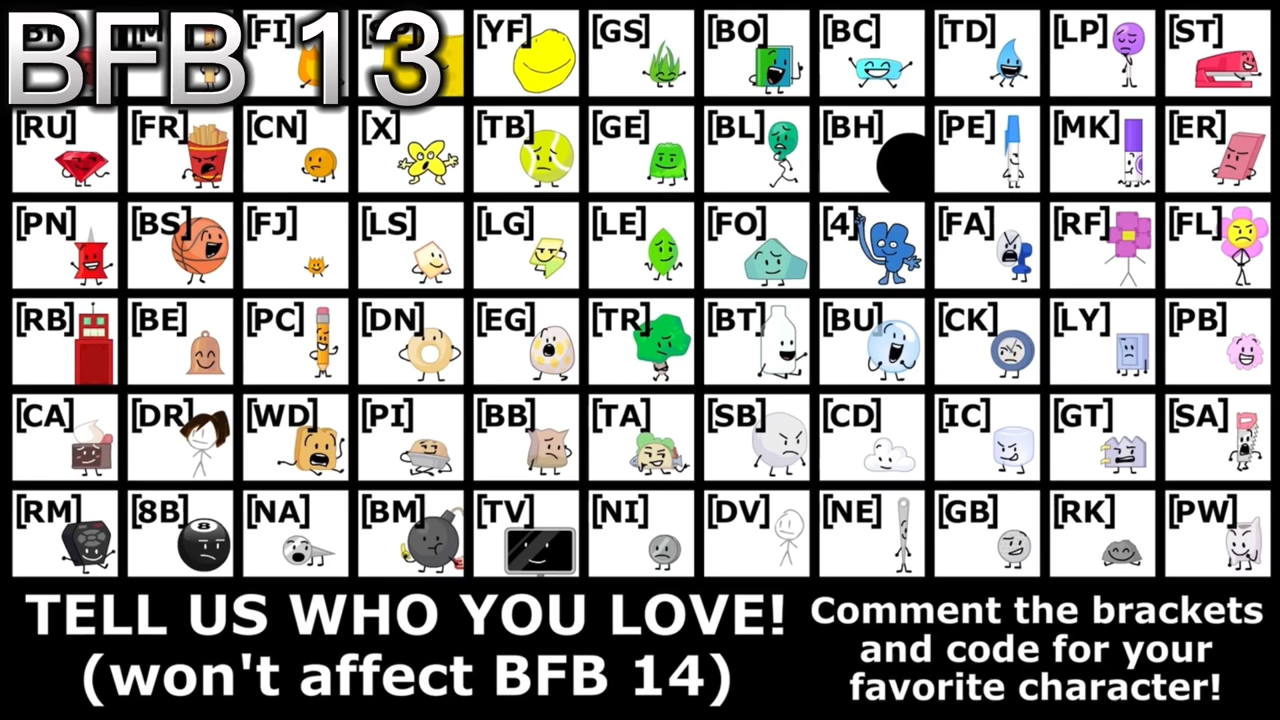 BFB 13
[FI] [YF] [GS] [BO] [BC] [TD] [LP] [ST]
[RU] [FR] [CN] [X] [TB] [GE] [BL] [BH] [PE] [MK] [ER]
[PN] [BS] [FJ] [LS] [LG] [LE] [FO] [4] [FA] [RF] [FL]
[RB] [BE] [PC] [DN] [EG] [TR] [BT] [BU] [CK] [LY] [PB]
[CA] [DR] [WD] [PI] [BB] [TA] [SB] [CD] [IC] [GT] [SA]
[RM] [8B] [NA] [BM] [TV] [NI] [DV] [NE] [GB] [RK] [PW]
8
TELL US WHO YOU LOVE!
(won't affect BFB 14)
Comment the brackets
and code for your
favorite character!